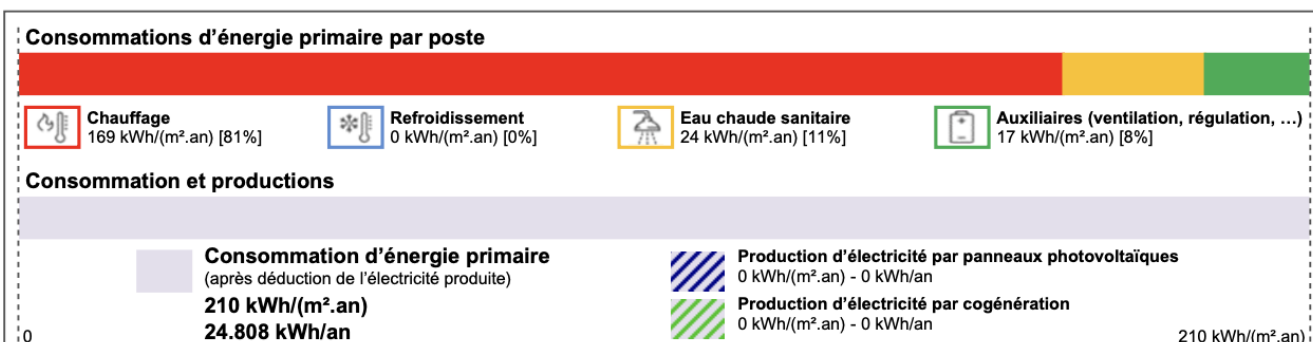 Consommations d’énergie primaire par poste
Chauffage
169 kWh/(m².an) [81%]
Refroidissement
0 kWh/(m².an) [0%]
Eau chaude sanitaire
24 kWh/(m².an) [11%]
Auxiliaires (ventilation, régulation, ...)
17 kWh/(m².an) [8%]
Consommation et productions
Consommation d’énergie primaire
(après déduction de l’électricité produite)
210 kWh/(m².an)
24.808 kWh/an
Production d’électricité par panneaux photovoltaïques
0 kWh/(m².an) - 0 kWh/an
Production d’électricité par cogénération
0 kWh/(m².an) - 0 kWh/an
0
210 kWh/(m².an)